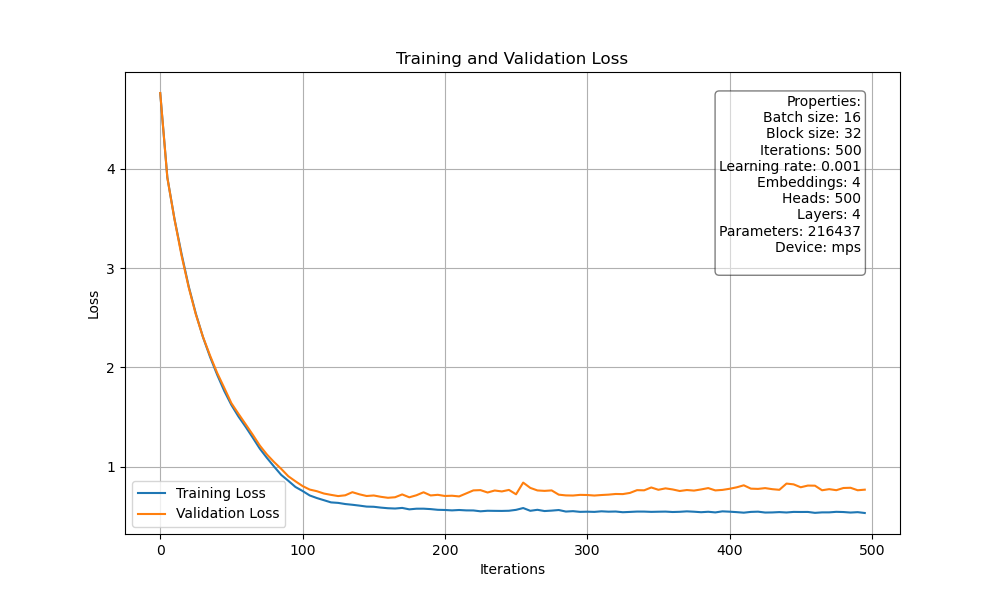 Training and Validation Loss
Properties:
Batch size: 16
Block size: 32
Iterations: 500
Learning rate: 0.001
Embeddings: 4
Heads: 500
Layers: 4
Parameters: 216437
Device: mps
Loss
4
3
2
1
Training Loss
Validation Loss
0 100 200 300 400 500
Iterations